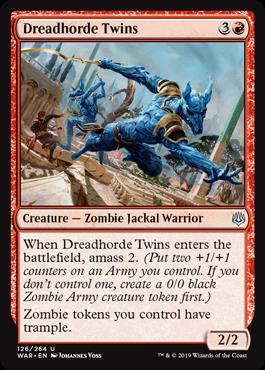 Dreadhorde Twins 3
Creature — Zombie Jackal Warrior
When Dreadhorde Twins enters the
battlefield, amass 2. (Put two +1/+1
counters on an Army you control. If you
don't control one, create a 0/0 black
Zombie Army creature token first.)
Zombie tokens you control have
trample.
2/2
126/264 U
WAR • EN Johannes Voss
™ & © 2019 Wizards of the Coast